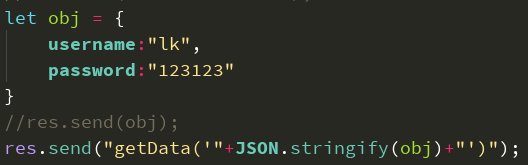 let obj = {
    username:"lk",
    password:"123123"
}
//res.send(obj);
res.send("getData('"+JSON.stringify(obj)+"')");